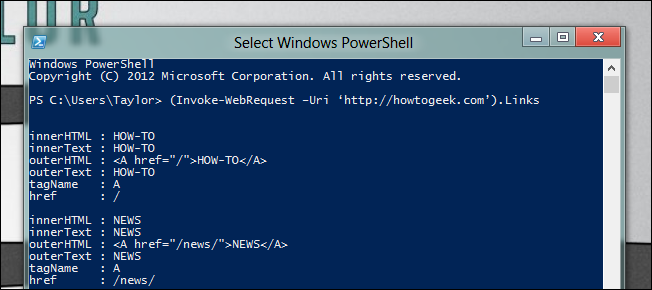 LOR
Select Windows PowerShell
Windows PowerShell
Copyright (C) 2012 Microsoft Corporation. All rights reserved.
PS C:\Users\Taylor> (Invoke-WebRequest –Uri ‘http://howtogeek.com’).Links
innerHTML : HOW-TO
innerText : HOW-TO
outerHTML : <A href="/">HOW-TO</A>
outerText : HOW-TO
tagName   : A
href      : /
innerHTML : NEWS
innerText : NEWS
outerHTML : <A href="/news/">NEWS</A>
outerText : NEWS
tagName   : A
href      : /news/